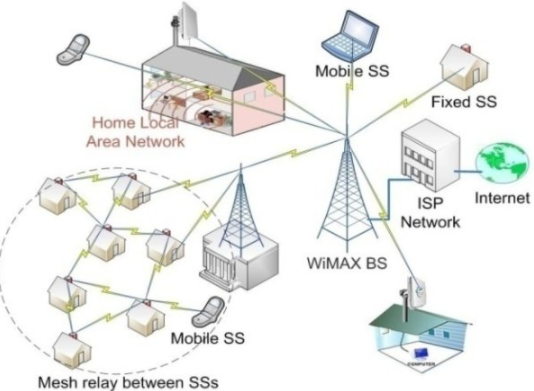 Mobile SS
Fixed SS
Home Local
Area Network
ISP
Network
Internet
WiMAX BS
Mobile SS
COMPUTER
Mesh relay between SSs